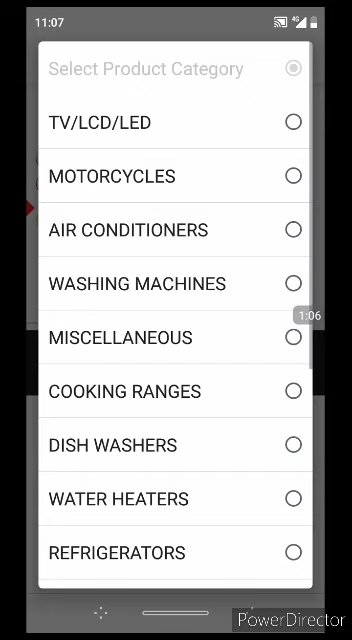 11:07
4G
Select Product Category
TV/LCD/LED
MOTORCYCLES
AIR CONDITIONERS
WASHING MACHINES
1:06
MISCELLANEOUS
COOKING RANGES
DISH WASHERS
WATER HEATERS
REFRIGERATORS
PowerDirector